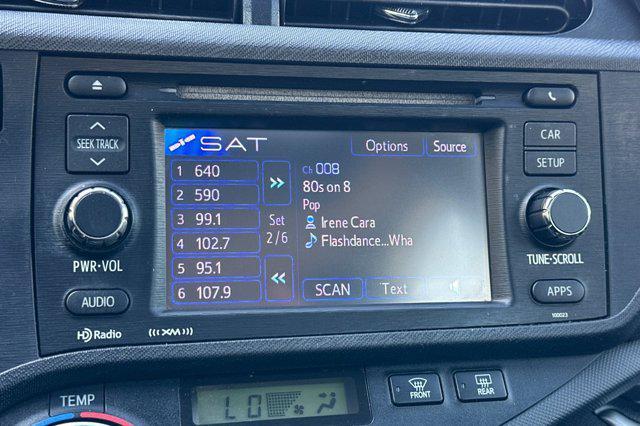 SAT
Options
Source
1 640
2 590
3 99.1
4 102.7
5 95.1
6 107.9
Set
2/6
Ch 008
80s on 8
Pop
Irene Cara
Flashdance...Wha
SCAN
Text
SEEK TRACK
PWR•VOL
AUDIO
HD Radio
(((XM)))
CAR
SETUP
TUNE•SCROLL
APPS
100023
TEMP
LO
FRONT
REAR